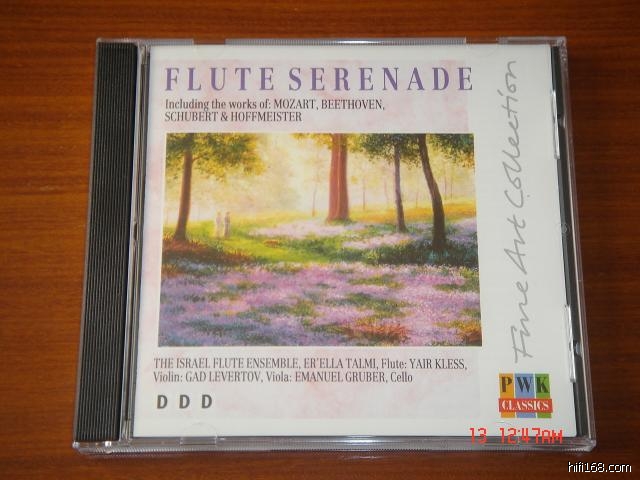 FLUTE SERENADE
Including the works of: MOZART, BEETHOVEN,
SCHUBERT & HOFFMEISTER
Fine Art Collection
THE ISRAEL FLUTE ENSEMBLE, ER'ELLA TALMI, Flute: YAIR KLESS,
Violin: GAD LEVERTOV, Viola: EMANUEL GRUBER, Cello
D D D
PWK
CLASSICS
13 12:47AM
hifi168.com